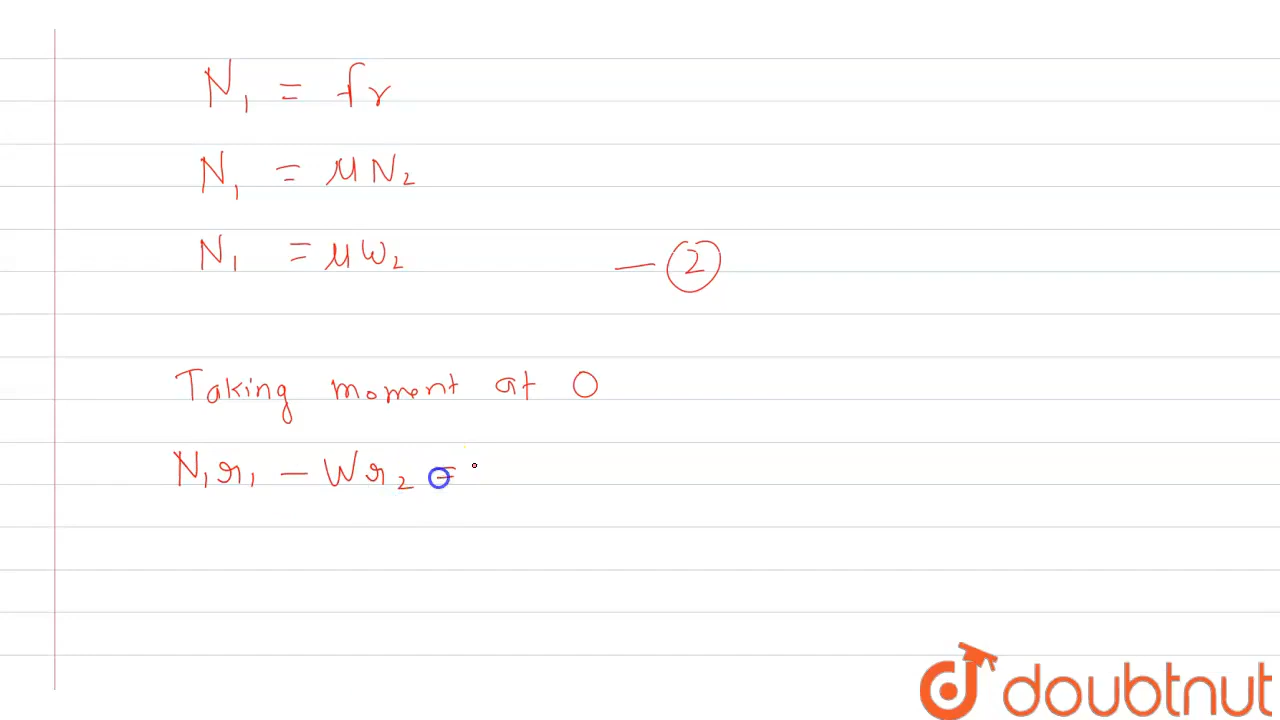 N₁ = fr
N₁ = μN₂
N₁ = μW₂ — ②
Taking moment at O
N₁r₁ — Wr₂ =
doubtnut